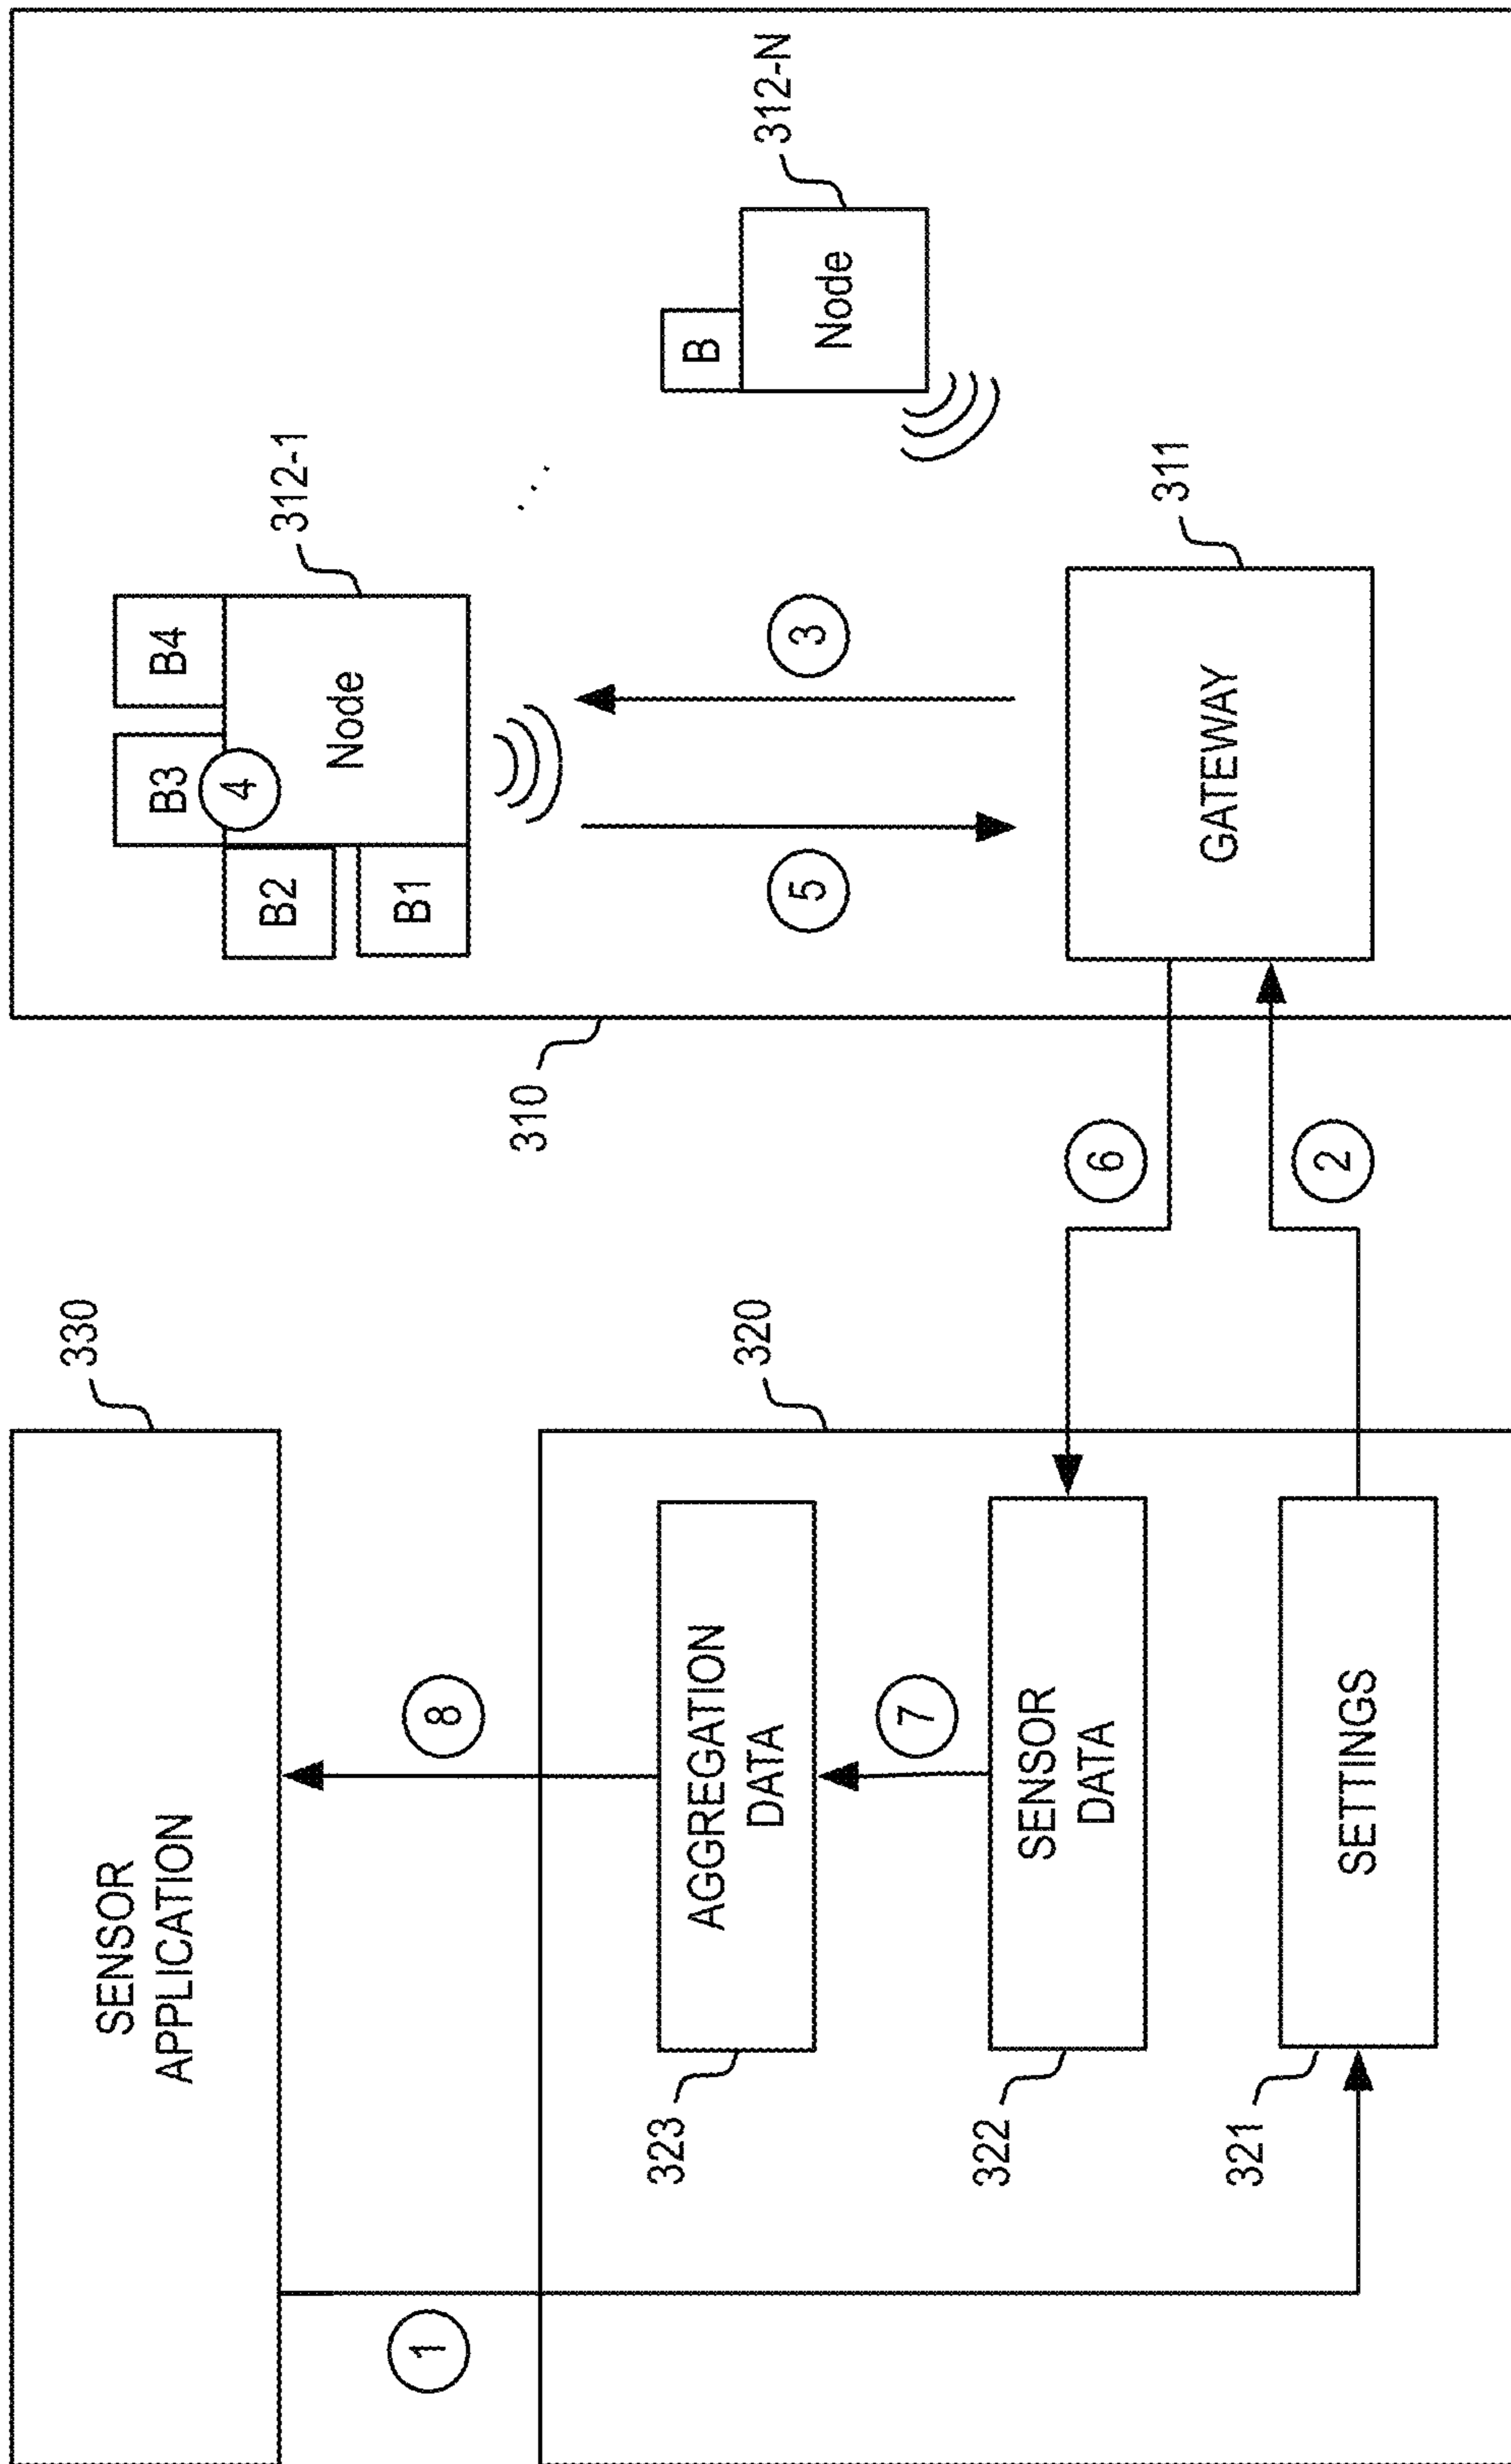 SENSOR
APPLICATION
330
1
8
320
AGGREGATION
DATA
323
7
SENSOR
DATA
322
SETTINGS
321
6
2
310
B3
B4
4
B2
B1
Node
312-1
. . .
B
Node
312-N
5
3
GATEWAY
311